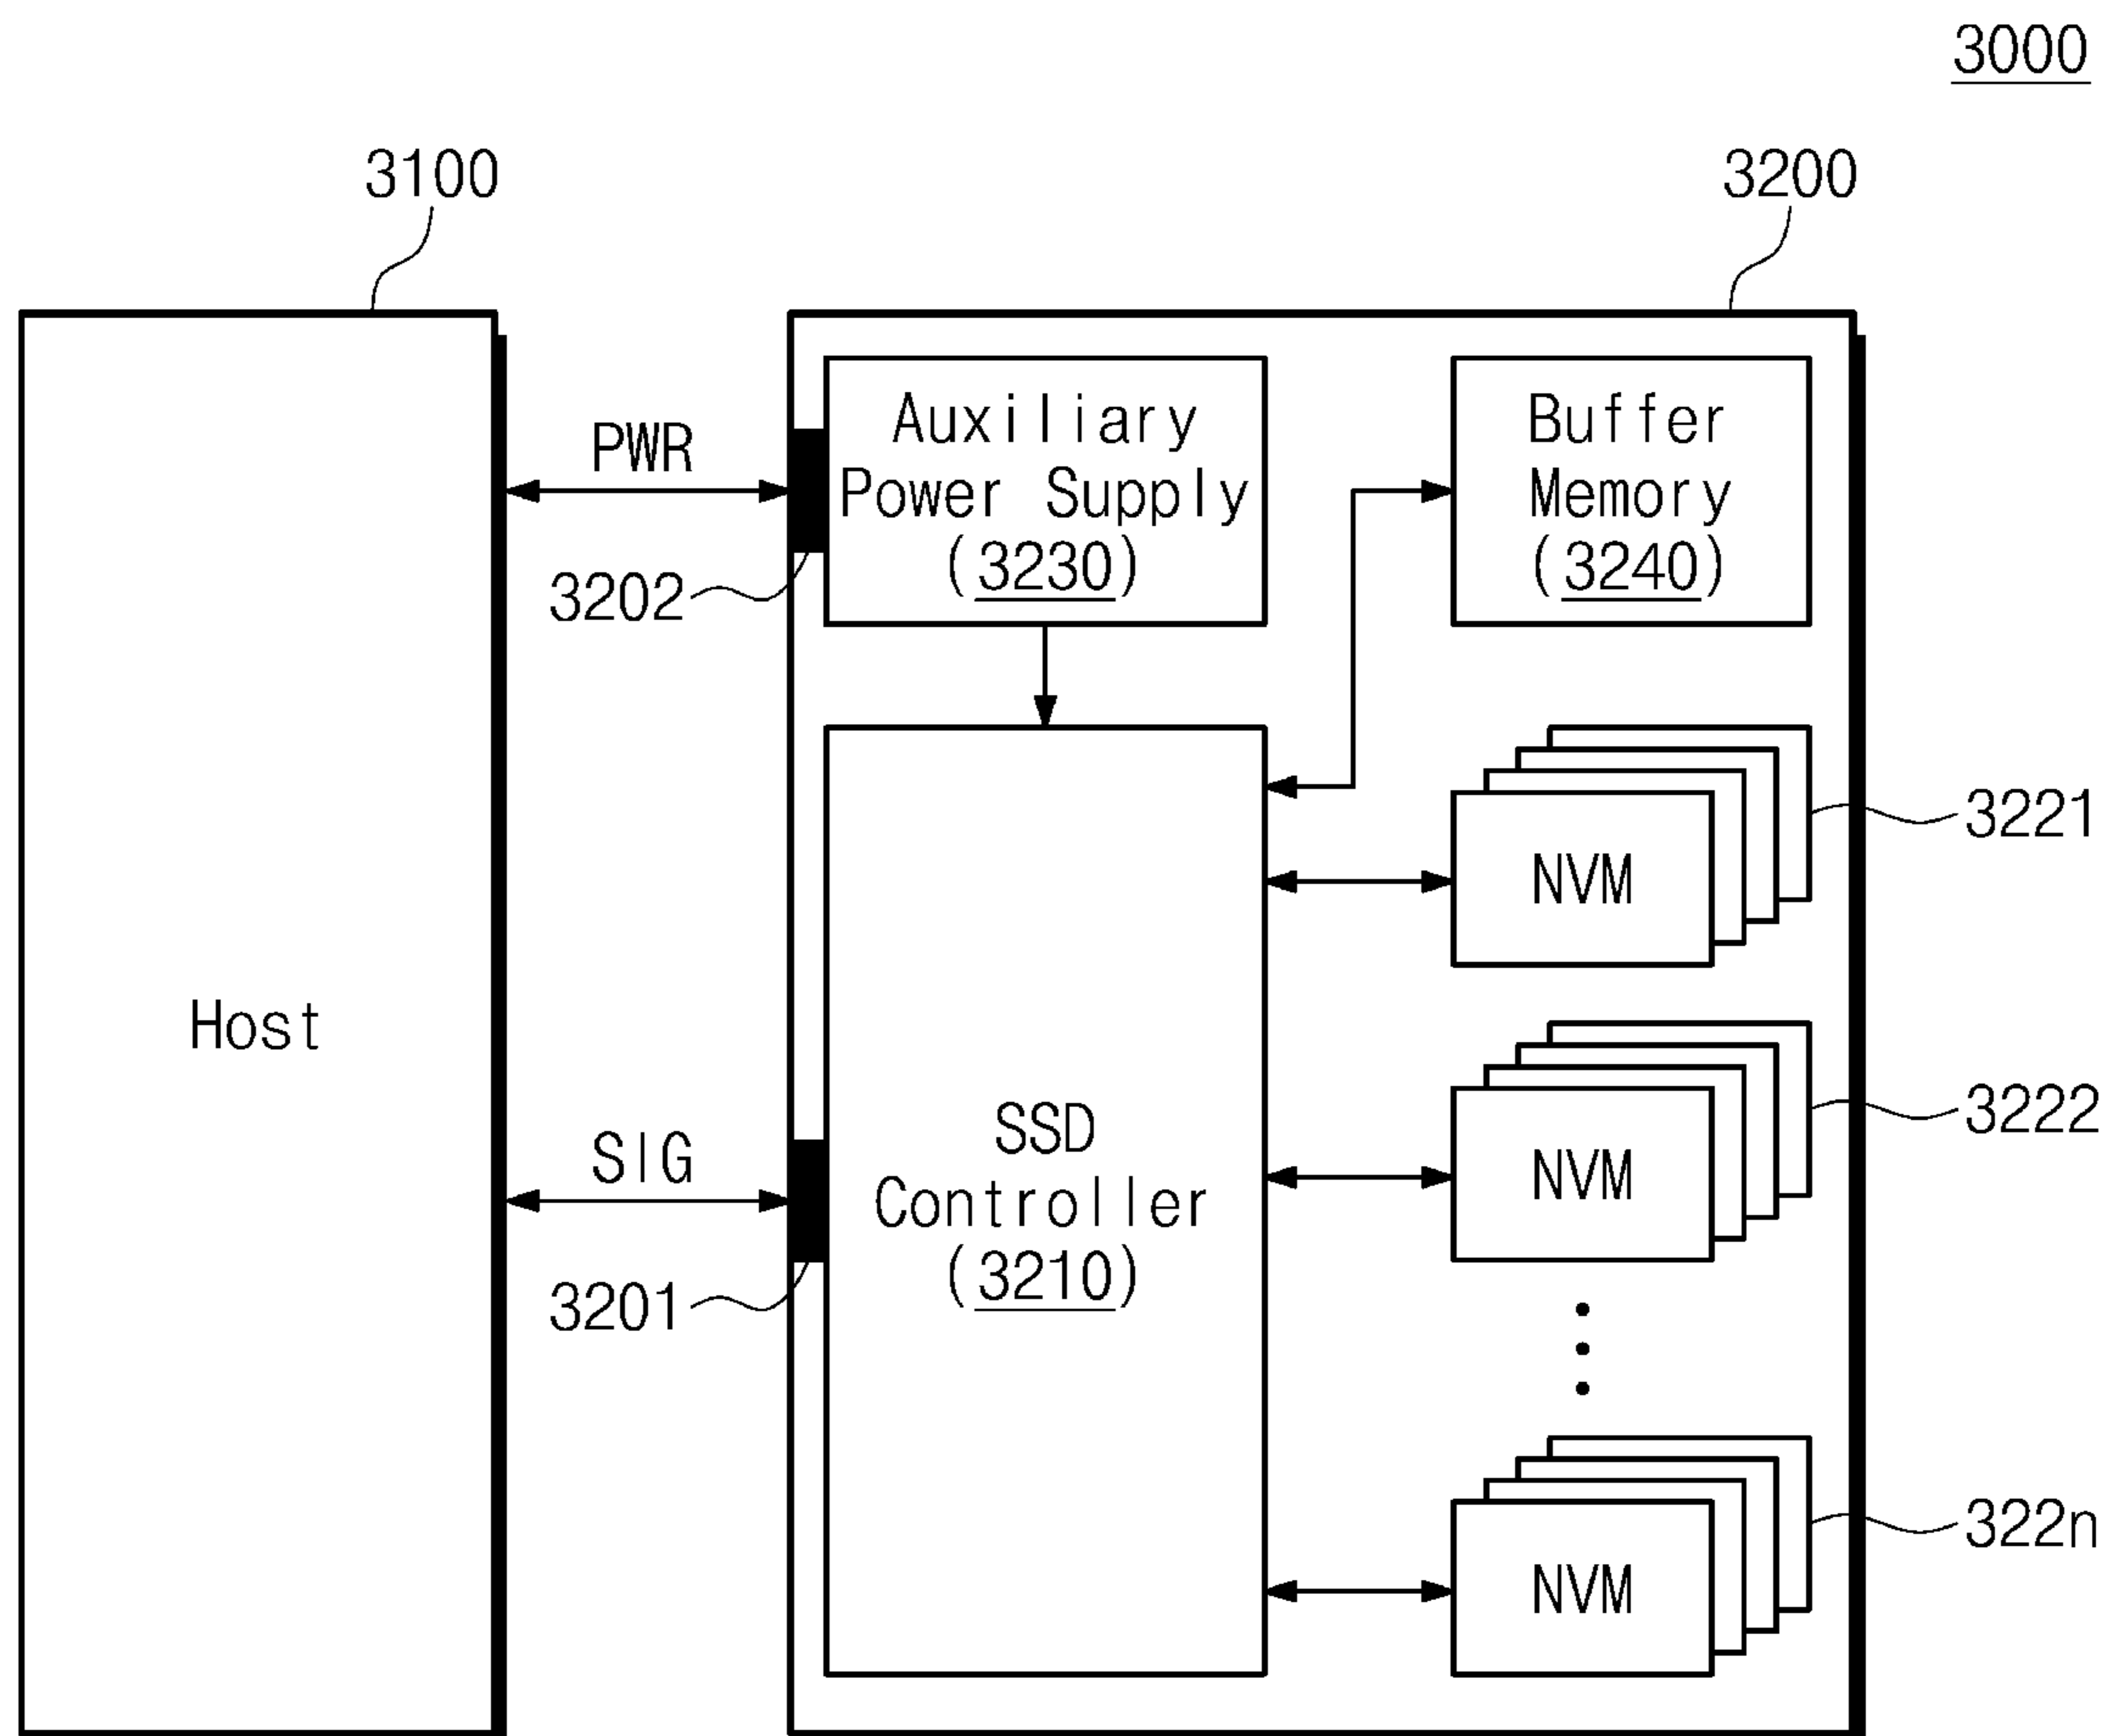 3000
3100
3200
PWR
Auxiliary
Power Supply
(3230)
Buffer
Memory
(3240)
3202
3221
NVM
Host
3222
SSD
Controller
(3210)
NVM
SIG
3201
322n
NVM